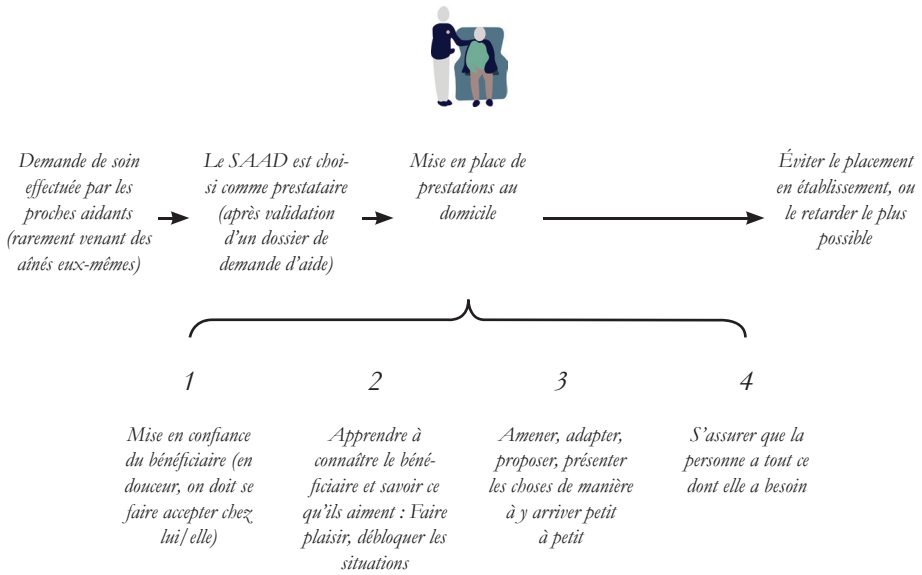 Demande de soin
effectuée par les
proches aidants
(rarement venant des
aînés eux-mêmes)
Le SAAD est choi-
si comme prestataire
(après validation
d'un dossier de
demande d'aide)
Mise en place de
prestations au
domicile
Éviter le placement
en établissement, ou
le retarder le plus
possible
1
Mise en confiance
du bénéficiaire (en
douceur, on doit se
faire accepter chez
lui/elle)
2
Apprendre à
connaître le béné-
ficiaire et savoir ce
qu'ils aiment : Faire
plaisir, débloquer les
situations
3
Amener, adapter,
proposer, présenter
les choses de manière
à y arriver petit
à petit
4
S'assurer que la
personne a tout ce
dont elle a besoin